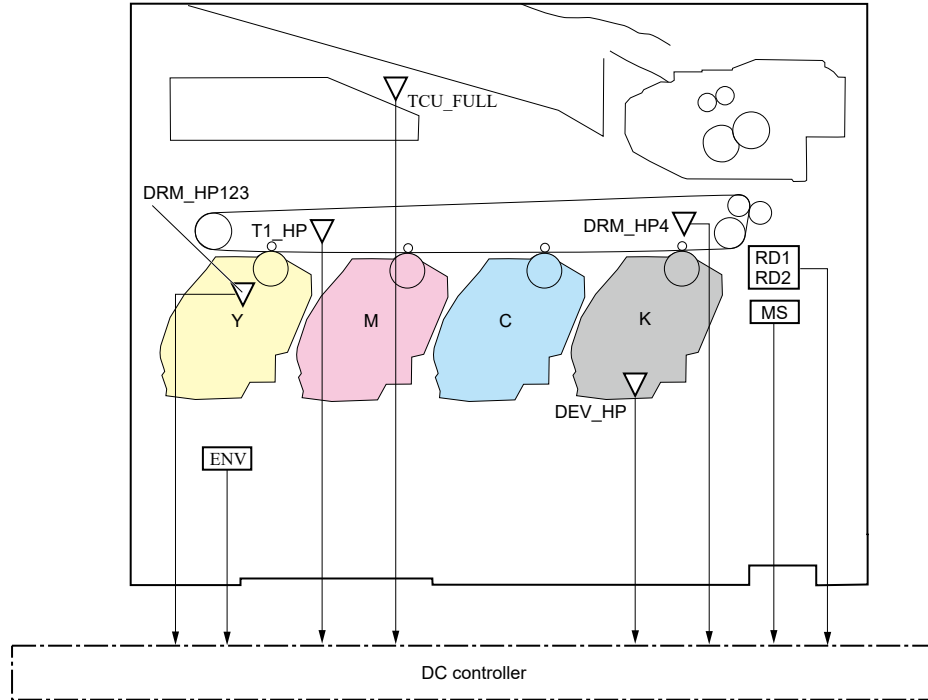 TCU_FULL
DRM_HP123
T1_HP
DRM_HP4
RD1
RD2
MS
Y
M
C
K
DEV_HP
ENV
DC controller